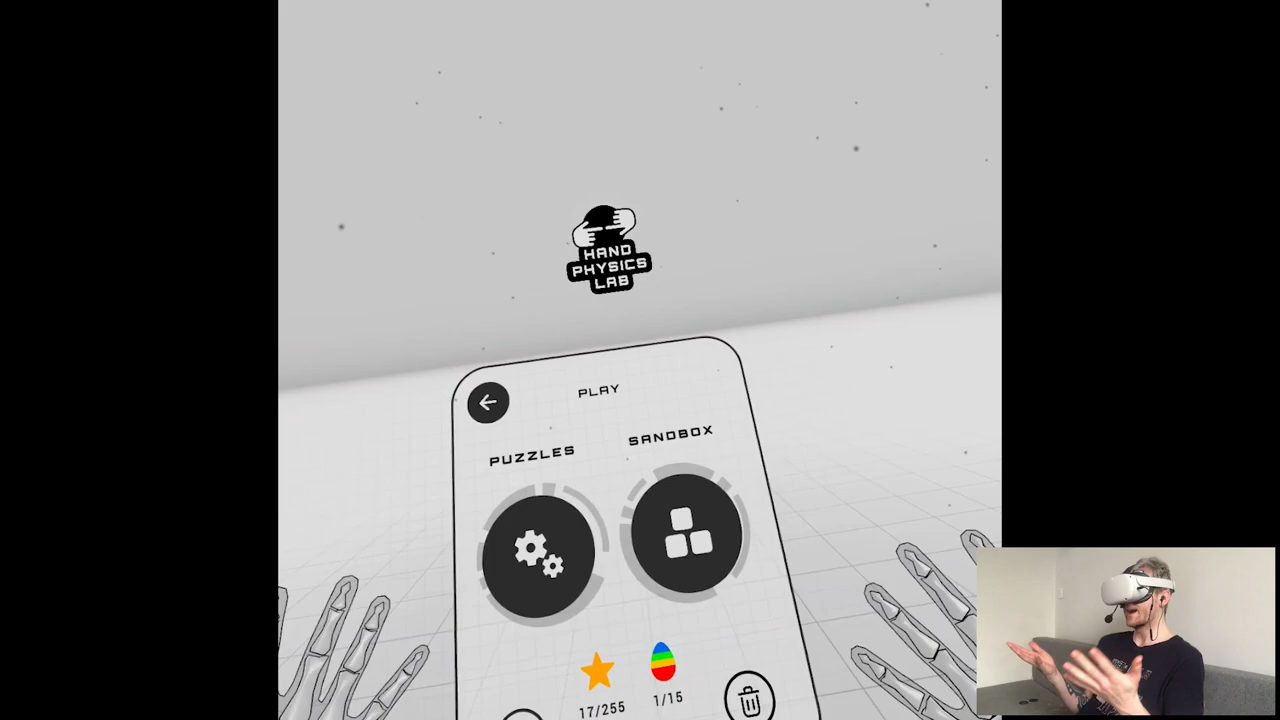 HAND
PHYSICS
LAB
PLAY
PUZZLES
SANDBOX
17/255
1/15